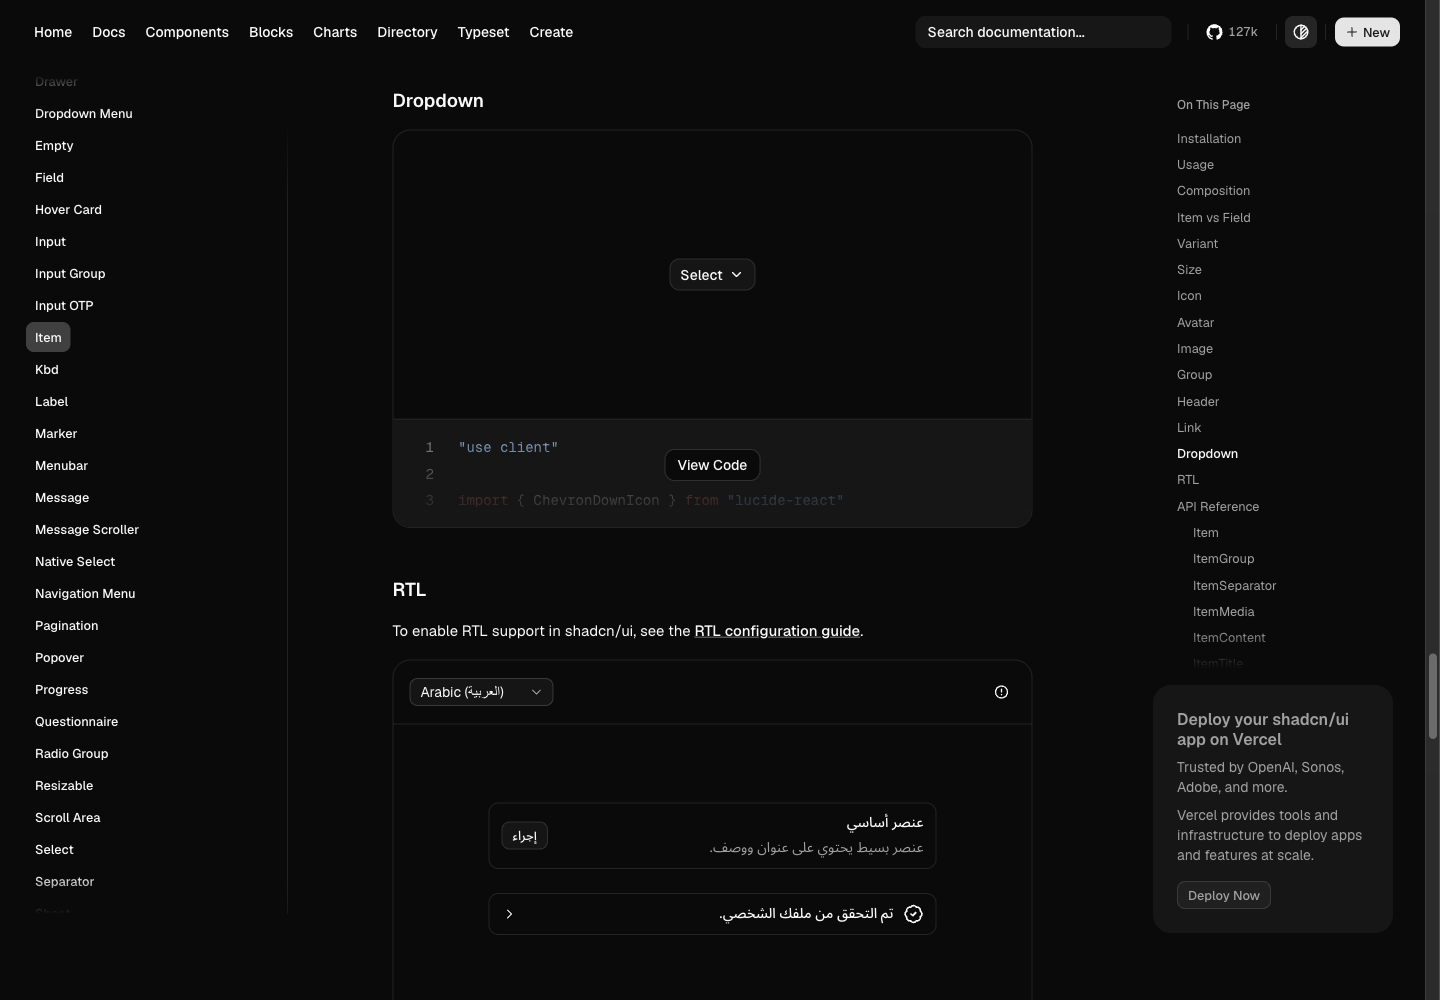 Home Docs Components Blocks Charts Directory Typeset Create
Search documentation...
127k
New
Drawer
Dropdown Menu
Empty
Field
Hover Card
Input
Input Group
Input OTP
Item
Kbd
Label
Marker
Menubar
Message
Message Scroller
Native Select
Navigation Menu
Pagination
Popover
Progress
Questionnaire
Radio Group
Resizable
Scroll Area
Select
Separator
Dropdown
Select
1 "use client"
2
3 import { ChevronDownIcon } from "lucide-react"
View Code
RTL
To enable RTL support in shadcn/ui, see the RTL configuration guide.
Arabic (العربية)
عنصر أساسي
عنصر بسيط يحتوي على عنوان ووصف.
إجراء
تم التحقق من ملفك الشخصي.
On This Page
Installation
Usage
Composition
Item vs Field
Variant
Size
Icon
Avatar
Image
Group
Header
Link
Dropdown
RTL
API Reference
Item
ItemGroup
ItemSeparator
ItemMedia
ItemContent
ItemTitle
Deploy your shadcn/ui
app on Vercel
Trusted by OpenAI, Sonos,
Adobe, and more.
Vercel provides tools and
infrastructure to deploy apps
and features at scale.
Deploy Now